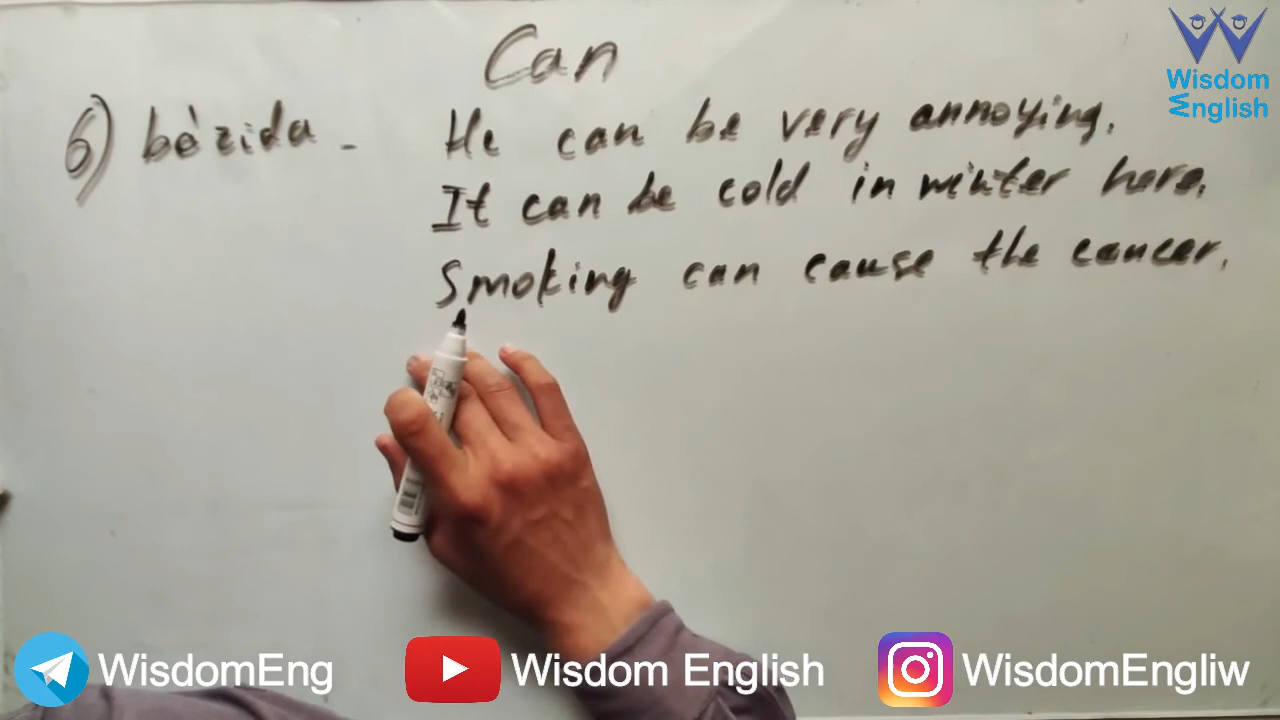 Can
6) bézida - He can be very annoying.
It can be cold in winter here.
Smoking can cause the cancer.
Wisdom
English
WisdomEng
Wisdom English
WisdomEngliw